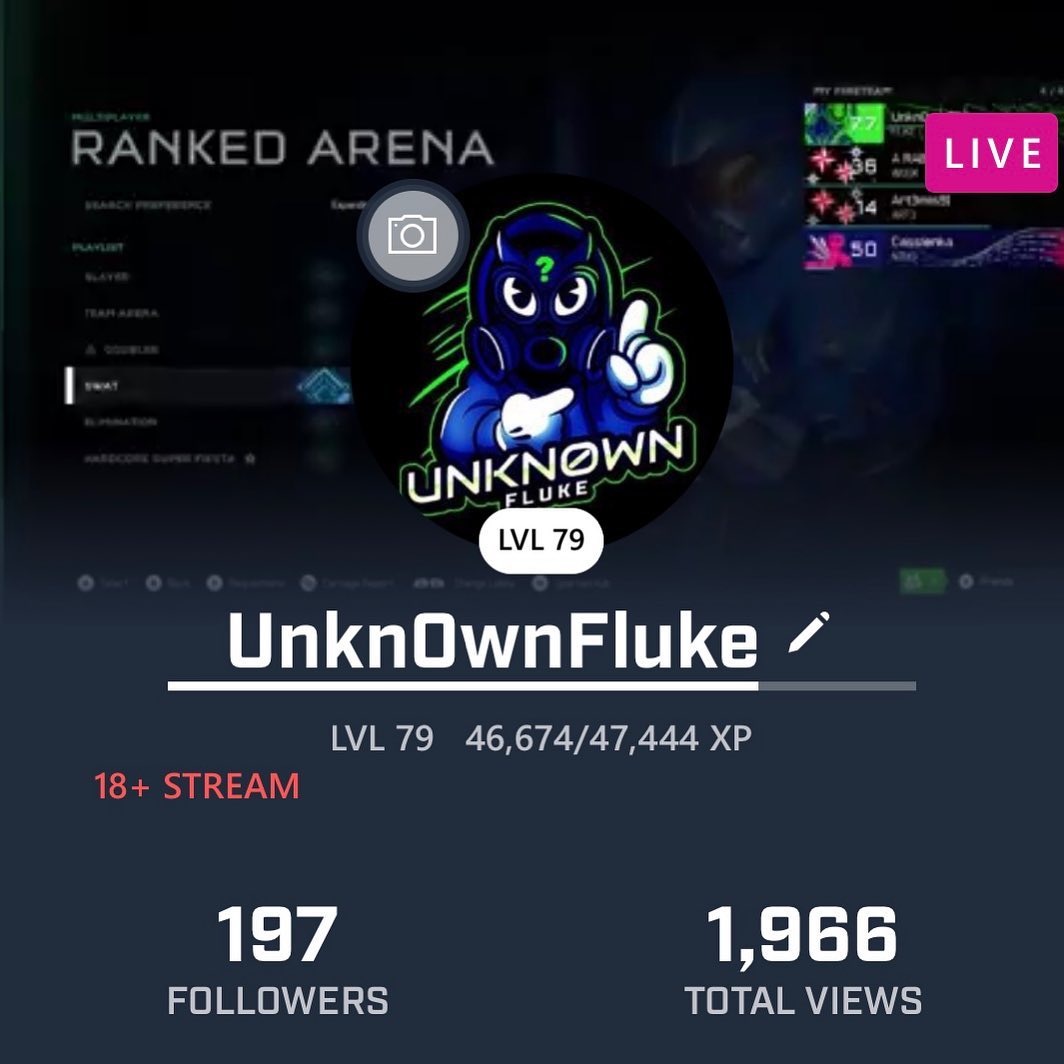 MULTIPLAYER
RANKED ARENA
MY FIRETEAM
LIVE
SEARCH PREFERENCE
77
36
14
50
PLAYLIST
SLAYER
TEAM ARENA
DOUBLES
SWAT
ELIMINATION
HARDCORE SUPER FIESTA
?
UNKNØWN
FLUKE
LVL 79
UnknOwnFluke
LVL 79 46,674/47,444 XP
18+ STREAM
197
1,966
FOLLOWERS
TOTAL VIEWS